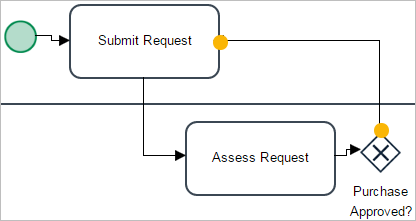 Submit Request
Assess Request
Purchase
Approved?